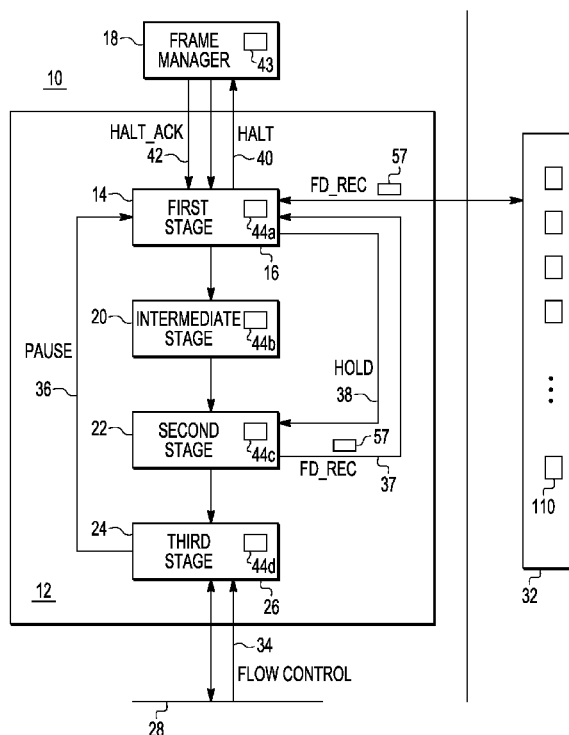 18
FRAME
MANAGER
43
10
HALT_ACK
42
HALT
40
57
FD_REC
14
FIRST
STAGE
44a
16
20
INTERMEDIATE
STAGE
44b
PAUSE
36
HOLD
38
22
SECOND
STAGE
44c
57
FD_REC
37
110
24
THIRD
STAGE
44d
26
12
32
34
FLOW CONTROL
28